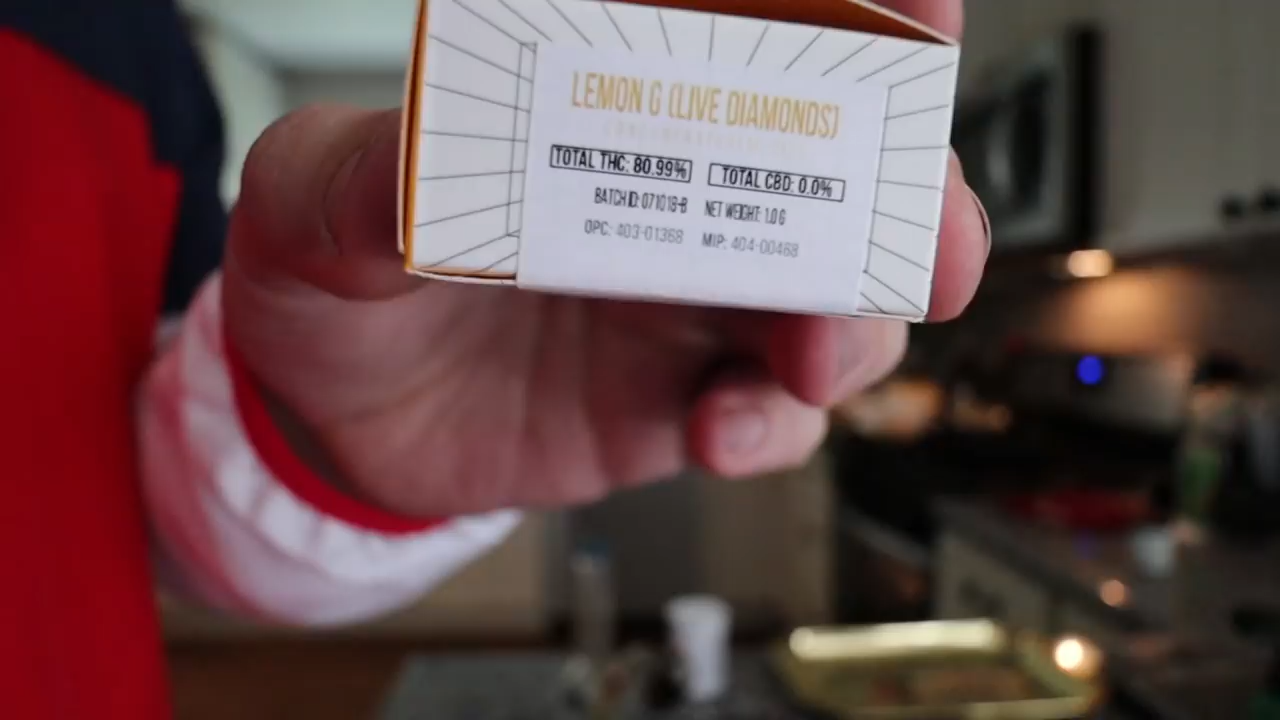 LEMON G (LIVE DIAMONDS)
TOTAL THC: 80.99% TOTAL CBD: 0.0%
BATCH ID: 071018-B NET WEIGHT: 1.0 G
OPC: 403-01368 MIP: 404-00468